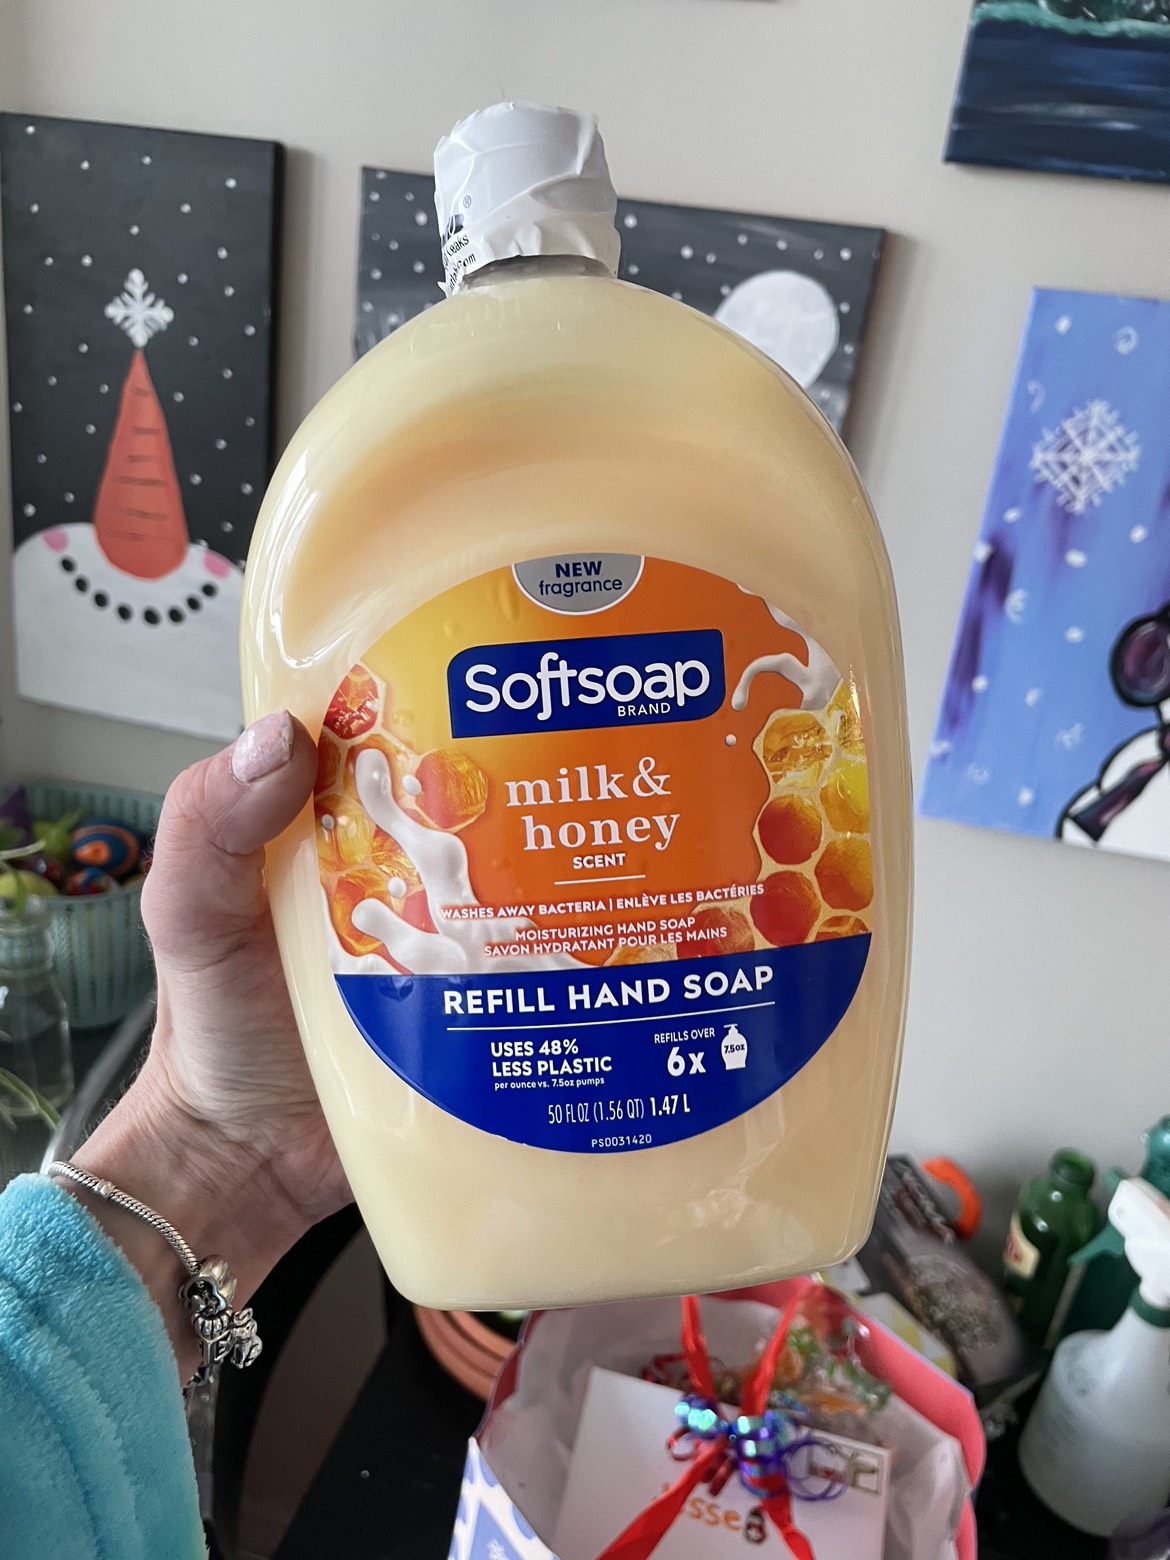 ®
Leaks
NEW
fragrance
Softsoap
BRAND
milk &
honey
SCENT
WASHES AWAY BACTERIA | ENLÈVE LES BACTÉRIES
MOISTURIZING HAND SOAP
SAVON HYDRATANT POUR LES MAINS
REFILL HAND SOAP
USES 48%
LESS PLASTIC
per ounce vs. 7.5oz pumps
REFILLS OVER
6x
7.5oz
50 FL OZ (1.56 QT) 1.47 L
PS0031420